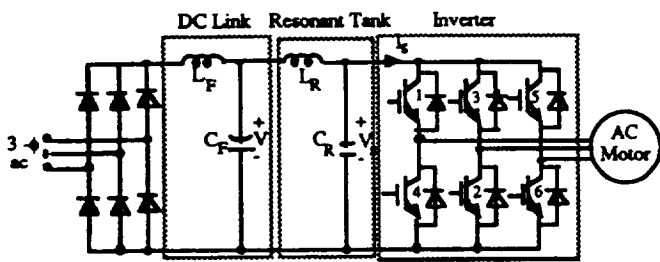 DC Link Resonant Tank Inverter
L_F
L_R
I_s
1
3
5
3 -ϕ
ac
C_F
+
V
-
C_R
+
V
-
4
2
6
AC
Motor